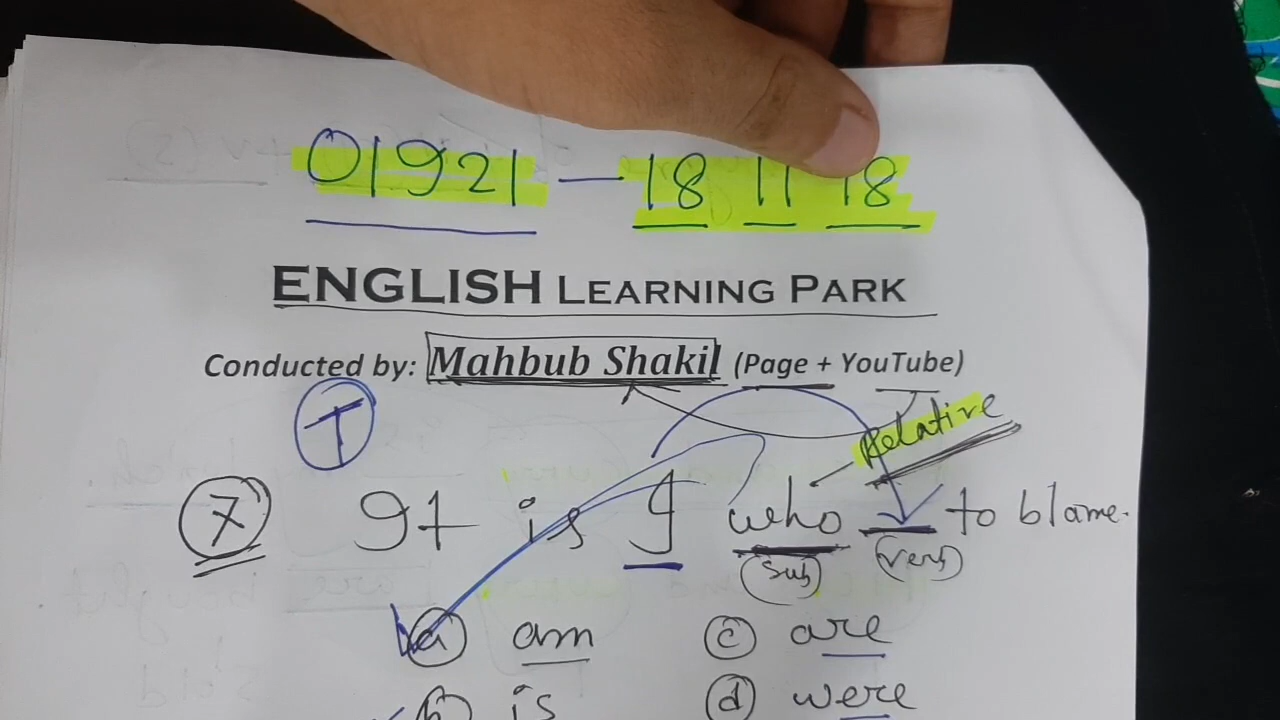 01921 — 18 11 18
ENGLISH LEARNING PARK
Conducted by: Mahbub Shakil (Page + YouTube)
T
Relative
7 It is I who to blame.
(Sub) (verb)
a am c are
b is d were